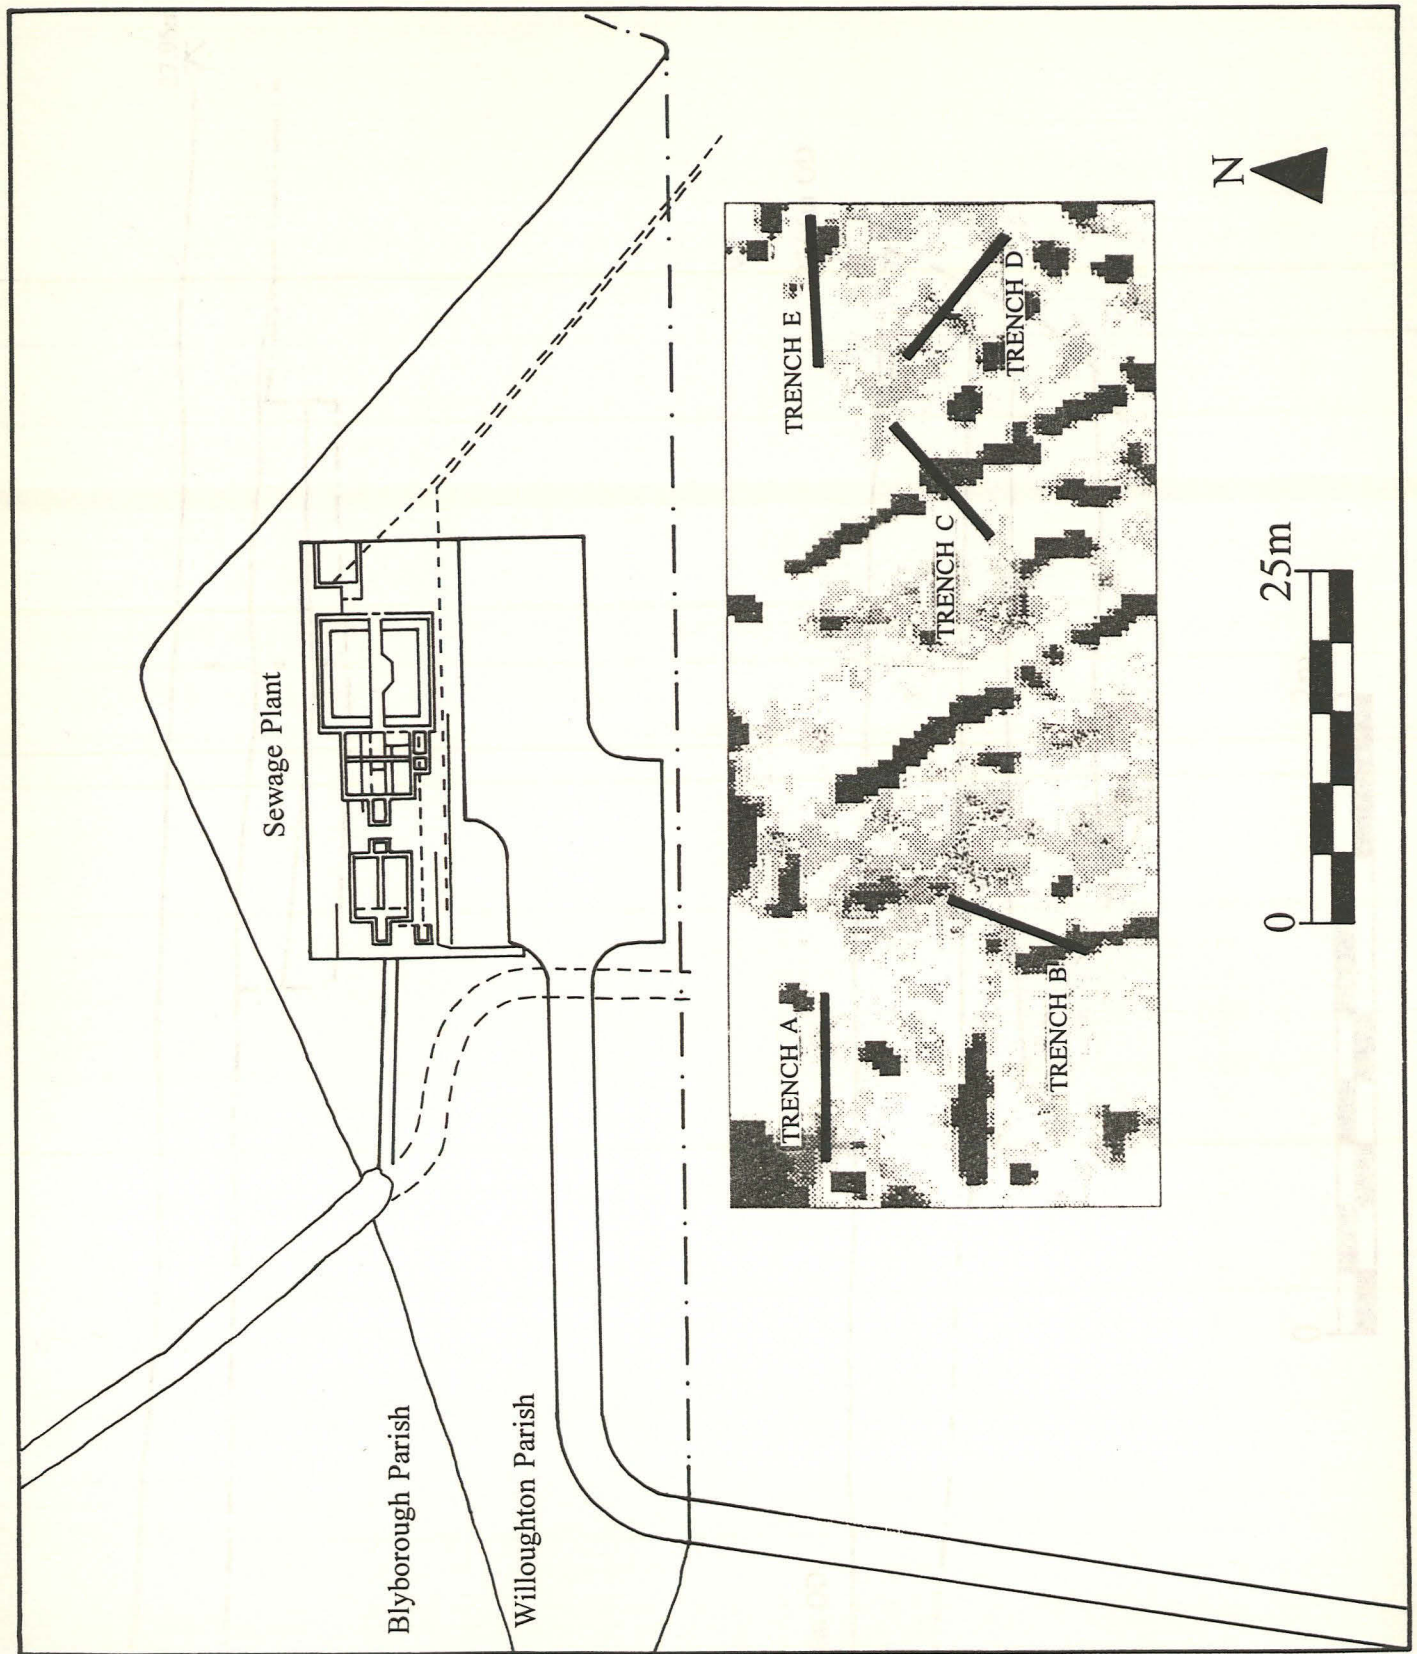 Sewage Plant
Blyborough Parish
Willoughton Parish
TRENCH A
TRENCH B
TRENCH C
TRENCH D
TRENCH E
N
0
25m